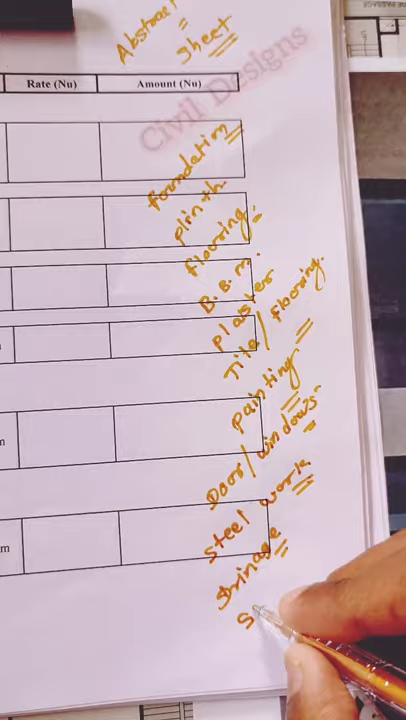 Abstract
Sheet
Civil Designs
Rate (Nu) Amount (Nu)
foundation
plinth
flooring.
B.B.M.
plaster
Tile/flooring.
Painting
Door/windows
Steel work
Drinage
S
m
m